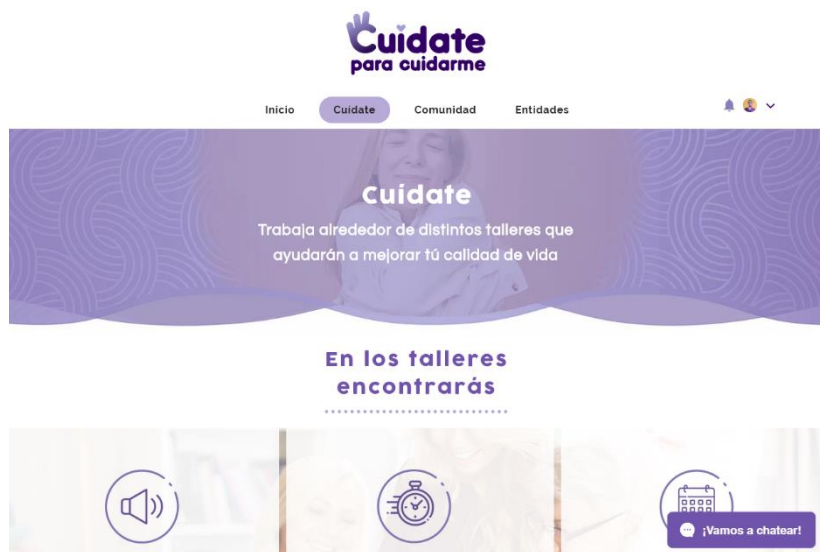 Cuídate
para cuidarme
Inicio
Cuídate
Comunidad
Entidades
Cuídate
Trabaja alrededor de distintos talleres que
ayudarán a mejorar tú calidad de vida
En los talleres
encontrarás
¡Vamos a chatear!